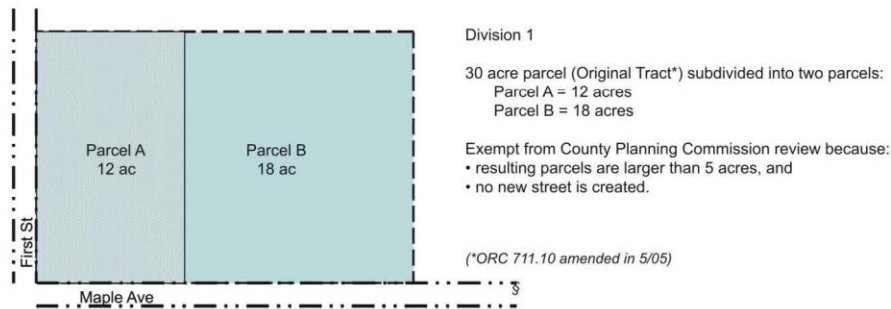 Division 1
30 acre parcel (Original Tract*) subdivided into two parcels:
Parcel A = 12 acres
Parcel B = 18 acres
Exempt from County Planning Commission review because:
• resulting parcels are larger than 5 acres, and
• no new street is created.
(*ORC 711.10 amended in 5/05)
Parcel A
12 ac
Parcel B
18 ac
First St
Maple Ave
§